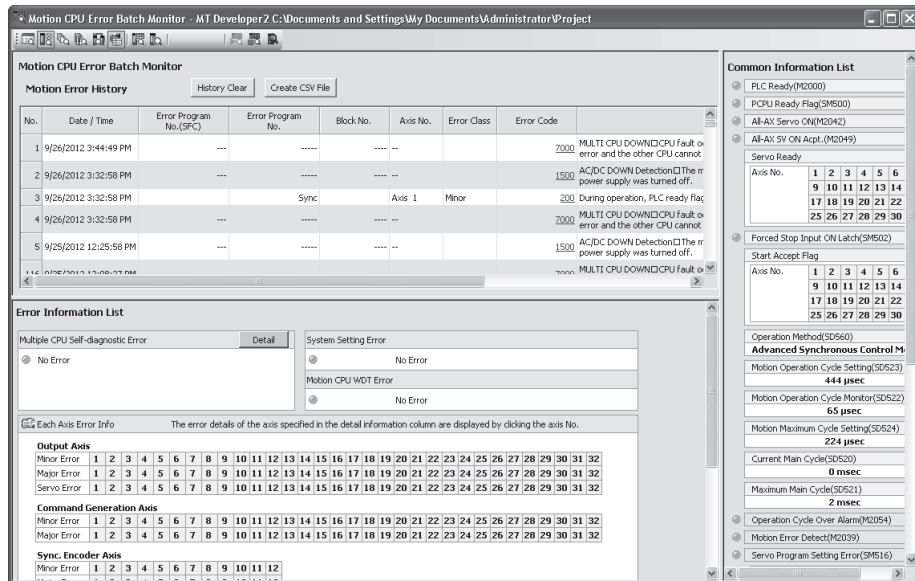 Motion CPU Error Batch Monitor - MT Developer2 C:\Documents and Settings\My Documents\Administrator\Project
Motion CPU Error Batch Monitor
Motion Error History
History Clear
Create CSV File
No. Date / Time Error Program No.(SFC) Error Program No. Block No. Axis No. Error Class Error Code
1 9/26/2012 3:44:49 PM --- ----- ---- -- 7000 MULTI CPU DOWN□CPU fault o
error and the other CPU cannot
2 9/26/2012 3:32:58 PM --- ----- ---- -- 1500 AC/DC DOWN Detection□The m
power supply was turned off.
3 9/26/2012 3:32:58 PM Sync Axis 1 Minor 200 During operation, PLC ready flag
4 9/26/2012 3:32:58 PM --- ----- ---- -- 7000 MULTI CPU DOWN□CPU fault o
error and the other CPU cannot
5 9/25/2012 12:25:58 PM --- ----- ---- -- 1500 AC/DC DOWN Detection□The m
power supply was turned off.
MULTI CPU DOWN□CPU fault o
Error Information List
Multiple CPU Self-diagnostic Error
Detail
No Error
System Setting Error
No Error
Motion CPU WDT Error
No Error
Each Axis Error Info The error details of the axis specified in the detail information column are displayed by clicking the axis No.
Output Axis
Minor Error 1 2 3 4 5 6 7 8 9 10 11 12 13 14 15 16 17 18 19 20 21 22 23 24 25 26 27 28 29 30 31 32
Major Error 1 2 3 4 5 6 7 8 9 10 11 12 13 14 15 16 17 18 19 20 21 22 23 24 25 26 27 28 29 30 31 32
Servo Error 1 2 3 4 5 6 7 8 9 10 11 12 13 14 15 16 17 18 19 20 21 22 23 24 25 26 27 28 29 30 31 32
Command Generation Axis
Minor Error 1 2 3 4 5 6 7 8 9 10 11 12 13 14 15 16 17 18 19 20 21 22 23 24 25 26 27 28 29 30 31 32
Major Error 1 2 3 4 5 6 7 8 9 10 11 12 13 14 15 16 17 18 19 20 21 22 23 24 25 26 27 28 29 30 31 32
Sync. Encoder Axis
Minor Error 1 2 3 4 5 6 7 8 9 10 11 12
Common Information List
PLC Ready(M2000)
PCPU Ready Flag(SM500)
All-AX Servo ON(M2042)
All-AX SV ON Acpt.(M2049)
Servo Ready
Axis No. 1 2 3 4 5 6
9 10 11 12 13 14
17 18 19 20 21 22
25 26 27 28 29 30
Forced Stop Input ON Latch(SM502)
Start Accept Flag
Axis No. 1 2 3 4 5 6
9 10 11 12 13 14
17 18 19 20 21 22
25 26 27 28 29 30
Operation Method(SD560)
Advanced Synchronous Control M
Motion Operation Cycle Setting(SD523)
444 μsec
Motion Operation Cycle Monitor(SD522)
65 μsec
Motion Maximum Cycle Setting(SD524)
224 μsec
Current Main Cycle(SD520)
0 msec
Maximum Main Cycle(SD521)
2 msec
Operation Cycle Over Alarm(M2054)
Motion Error Detect(M2039)
Servo Program Setting Error(SM516)